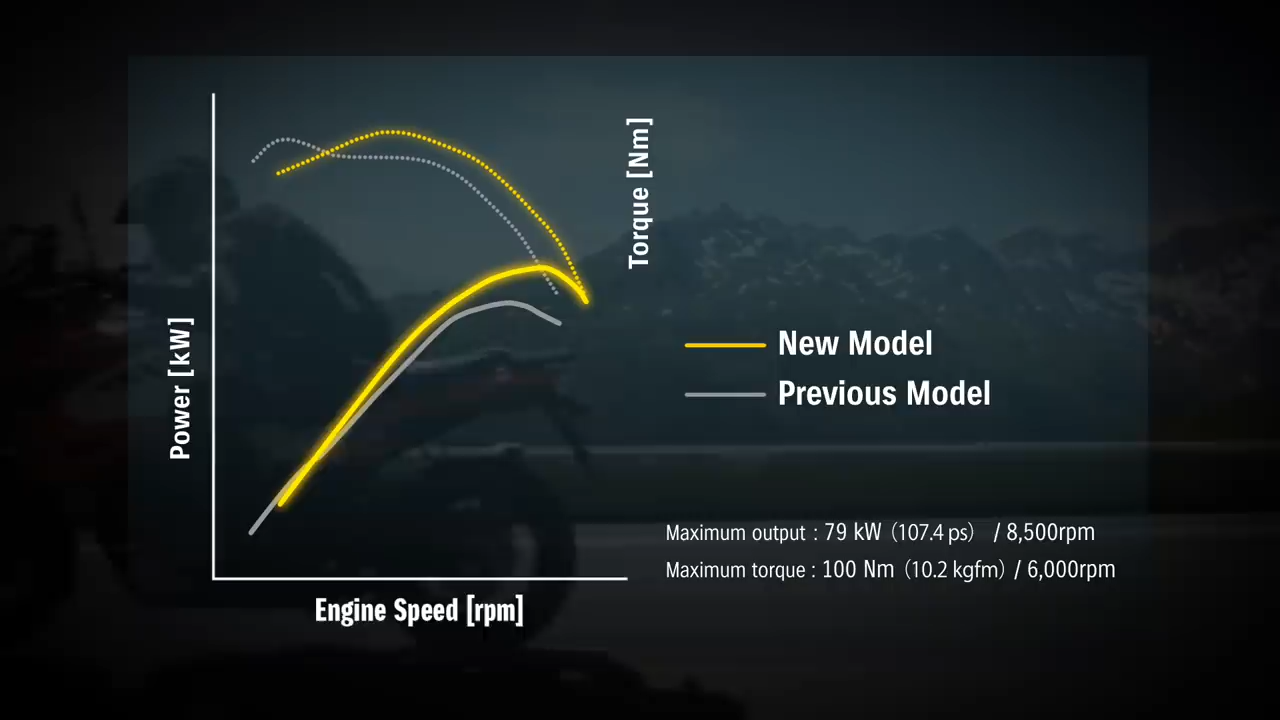 Torque [Nm]
Power [kW]
New Model
Previous Model
Maximum output : 79 kW (107.4 ps) / 8,500rpm
Maximum torque : 100 Nm (10.2 kgfm) / 6,000rpm
Engine Speed [rpm]